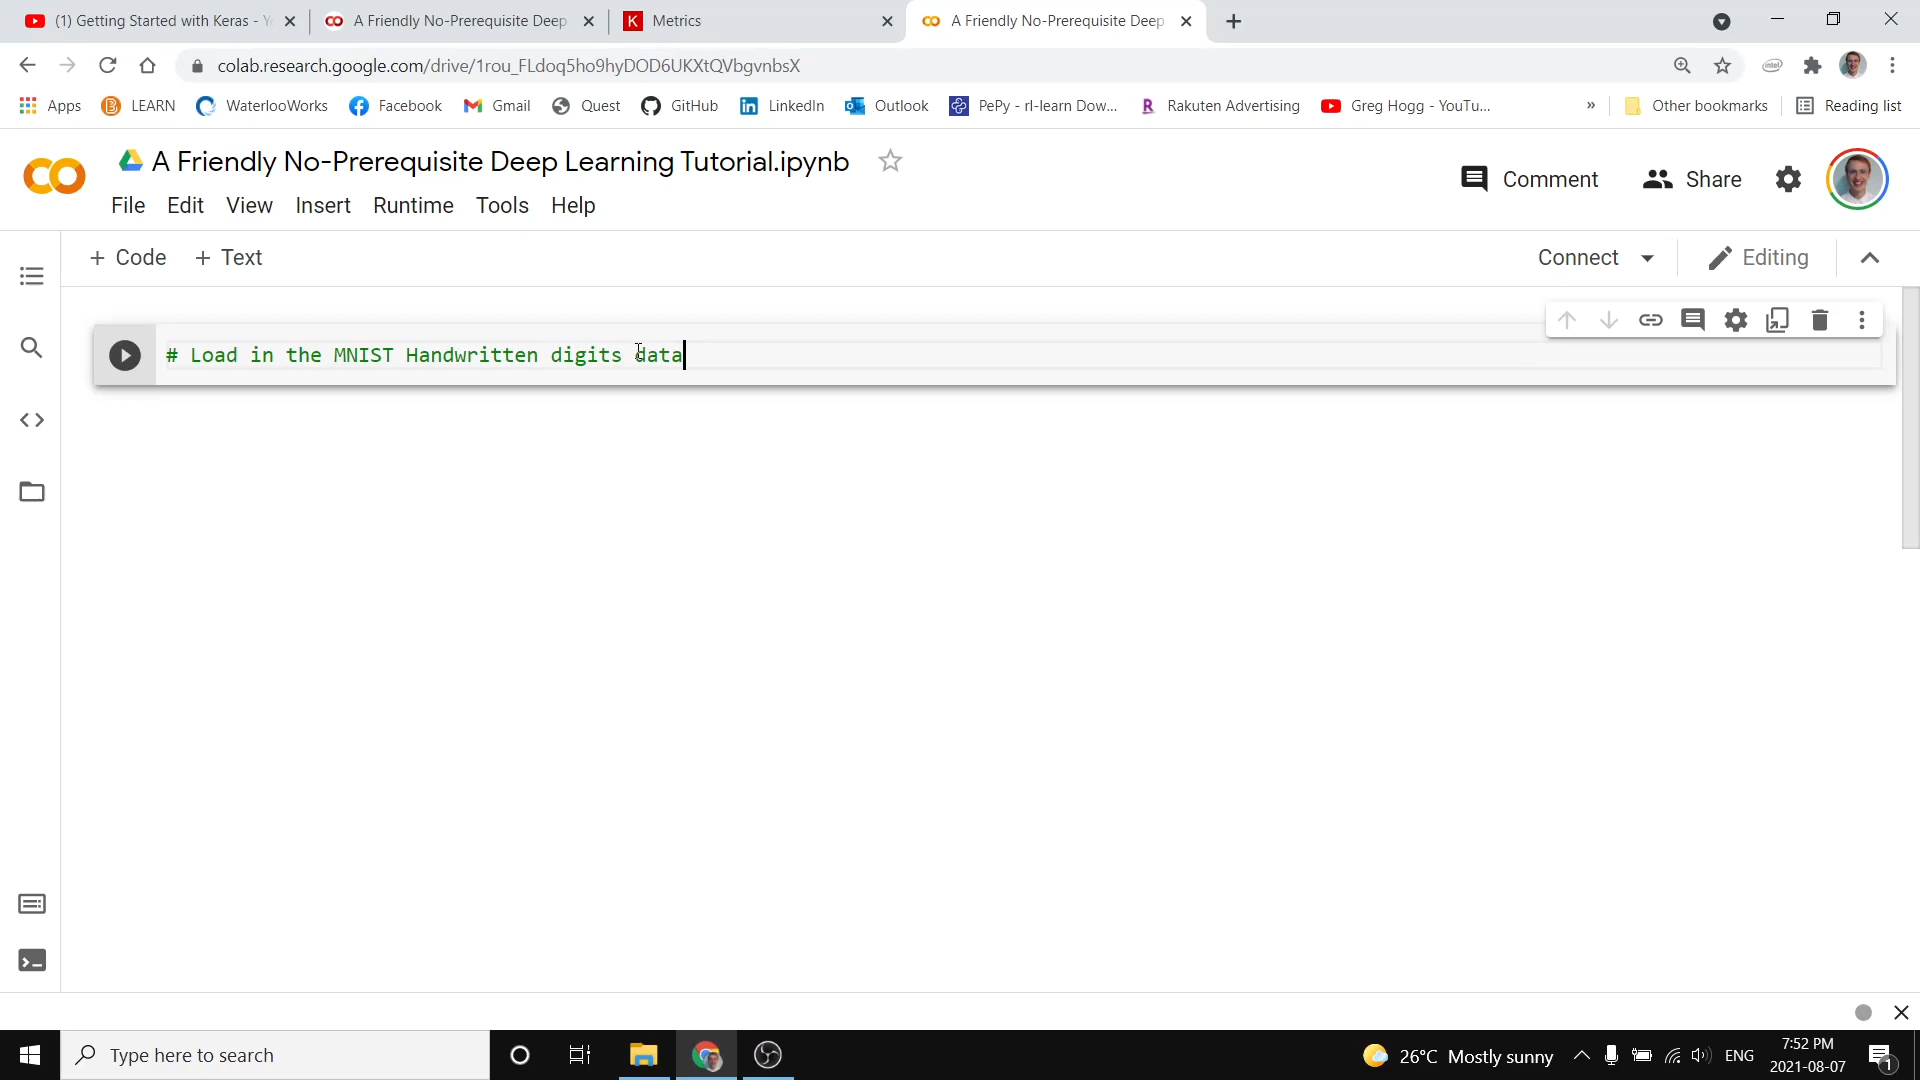 (1) Getting Started with Keras - Yo
A Friendly No-Prerequisite Deep
Metrics
A Friendly No-Prerequisite Deep
colab.research.google.com/drive/1rou_FLdoq5ho9hyDOD6UKXtQVbgvnbsX
Apps
LEARN
WaterlooWorks
Facebook
Gmail
Quest
GitHub
LinkedIn
Outlook
PePy - rl-learn Dow...
Rakuten Advertising
Greg Hogg - YouTu...
»
Other bookmarks
Reading list
A Friendly No-Prerequisite Deep Learning Tutorial.ipynb
Comment
Share
File Edit View Insert Runtime Tools Help
+ Code + Text
Connect
Editing
# Load in the MNIST Handwritten digits data
Type here to search
26°C Mostly sunny
ENG
7:52 PM
2021-08-07
1